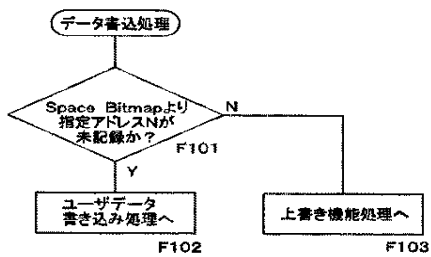 データ書込処理
Space Bitmapより
指定アドレスNが
未記録か？
N
F101
Y
ユーザデータ
書き込み処理へ
F102
上書き機能処理へ
F103